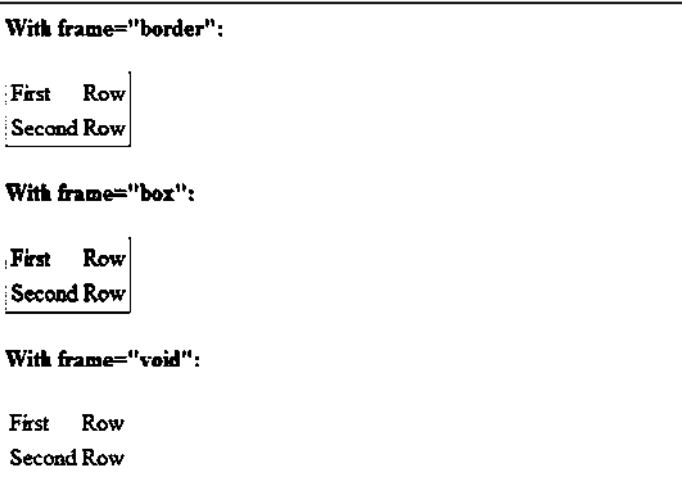 With frame="border":
First Row
Second Row
With frame="box":
First Row
Second Row
With frame="void":
First Row
Second Row